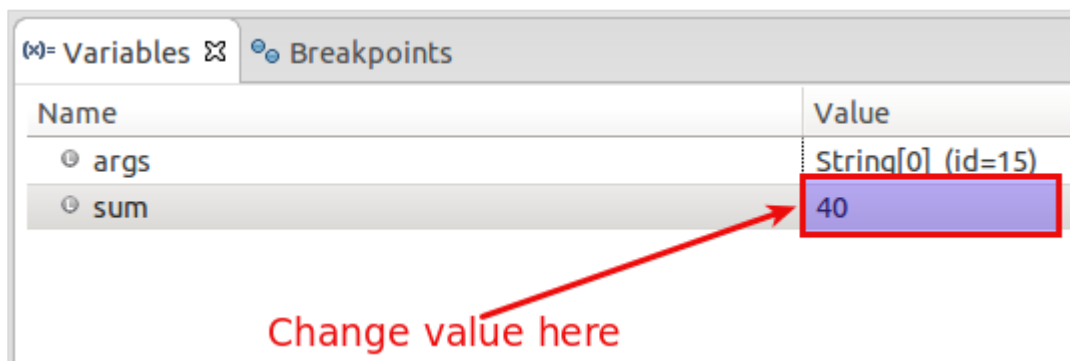 (x)= Variables Breakpoints
Name Value
args String[0] (id=15)
sum 40
Change value here